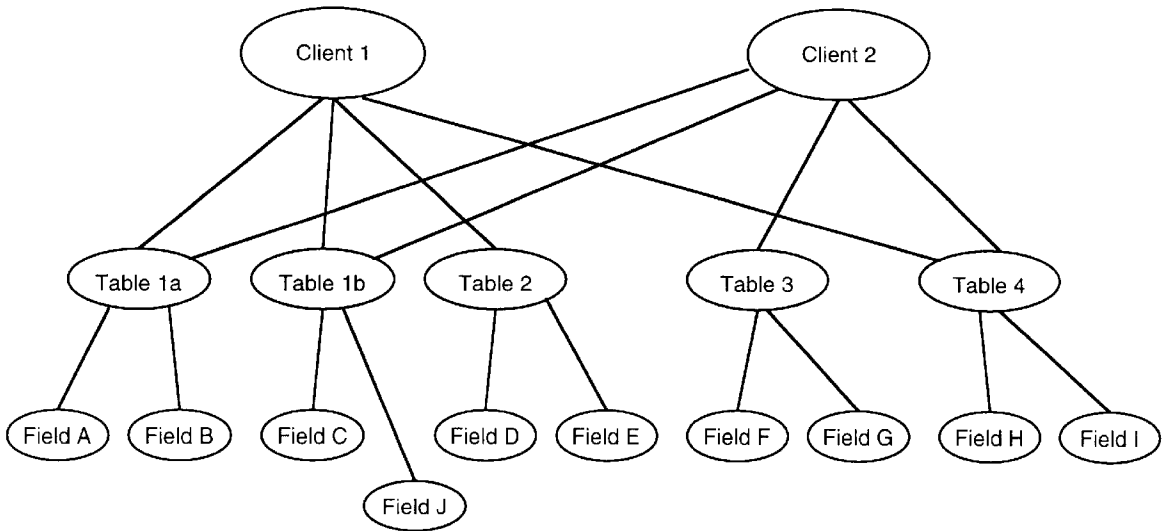 Client 1
Client 2
Table 1a
Table 1b
Table 2
Table 3
Table 4
Field A
Field B
Field C
Field D
Field E
Field F
Field G
Field H
Field I
Field J